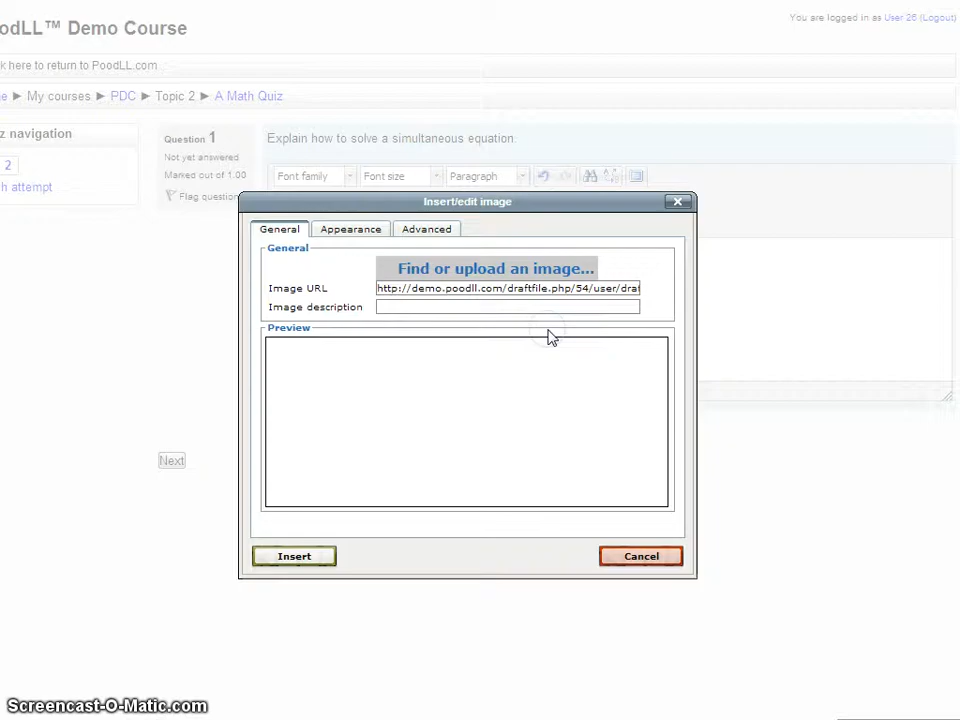 odLL™ Demo Course
You are logged in as User 26 (Logout)
k here to return to PoodLL.com
e ► My courses ► PDC ► Topic 2 ► A Math Quiz
z navigation
2
h attempt
Question 1
Not yet answered
Marked out of 1.00
Flag question
Explain how to solve a simultaneous equation:
Font family
Font size
Paragraph
Insert/edit image
General
Appearance
Advanced
General
Find or upload an image...
Image URL
http://demo.poodll.com/draftfile.php/54/user/draf
Image description
Preview
Next
Insert
Cancel
Screencast-O-Matic.com